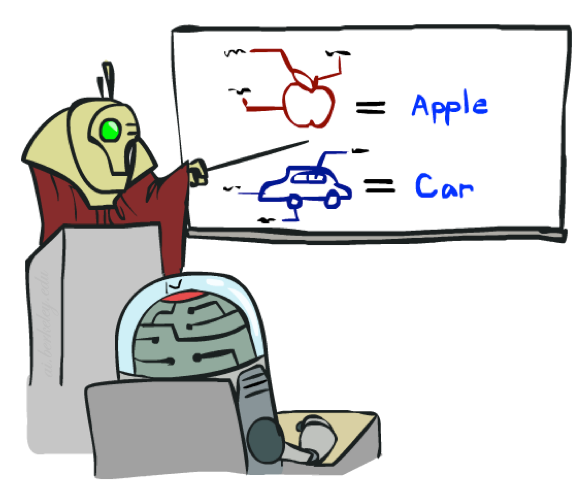 = Apple
= Car